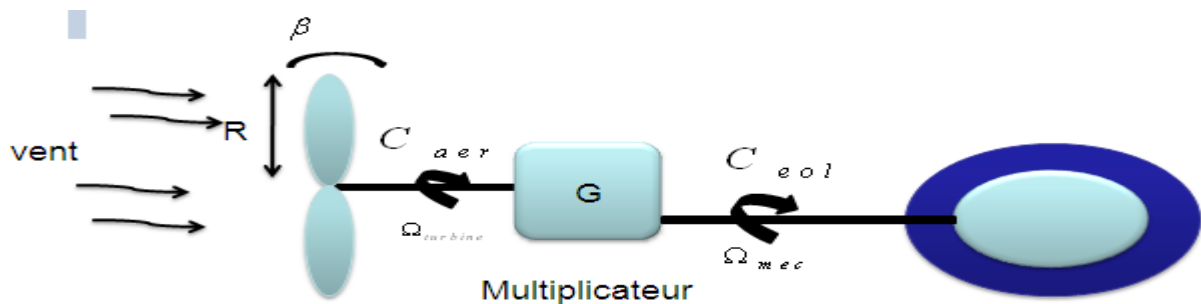 β
R
vent
C aer
Ω turbine
G
C eol
Ω mec
Multiplicateur